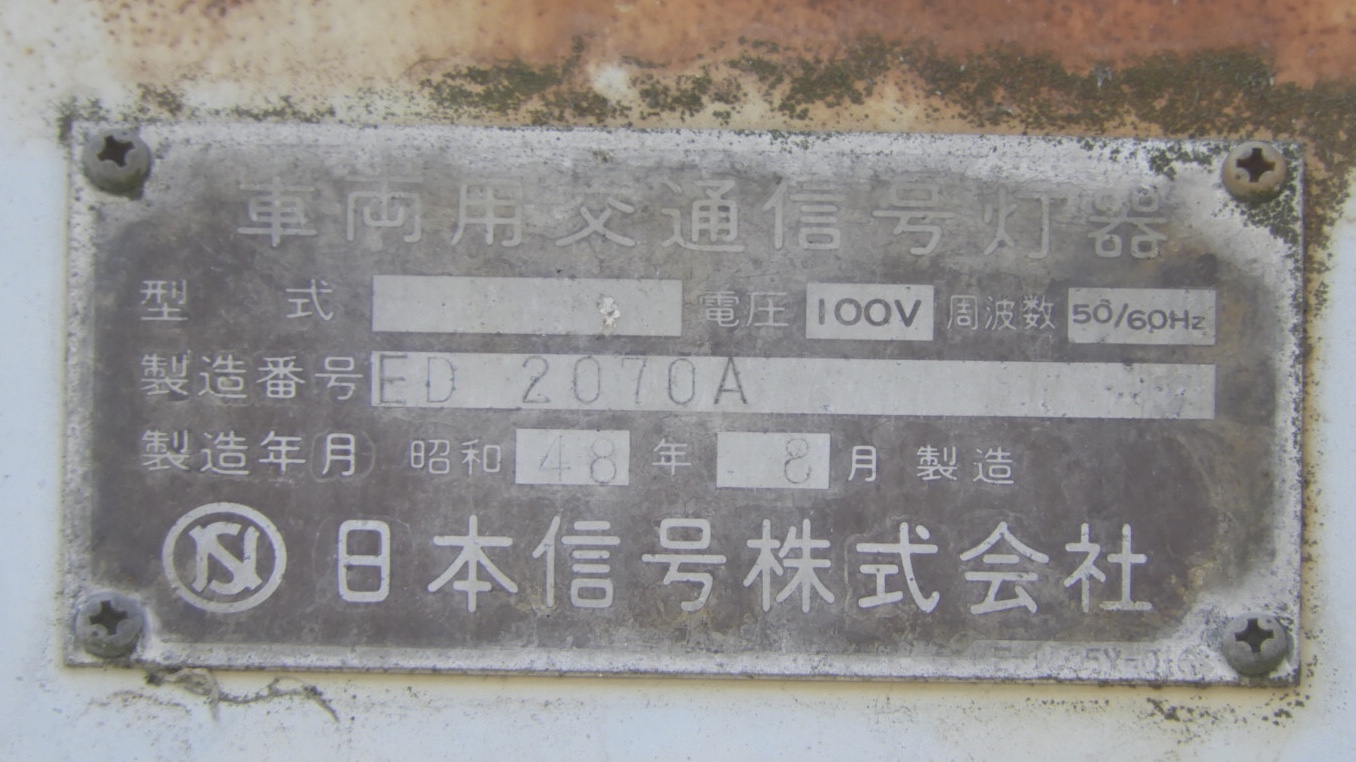 車両用交通信号灯器
型式 電圧 100V 周波数 50/60Hz
製造番号 ED 2070A
製造年月 昭和 48 年 8 月 製造
NS 日本信号株式会社